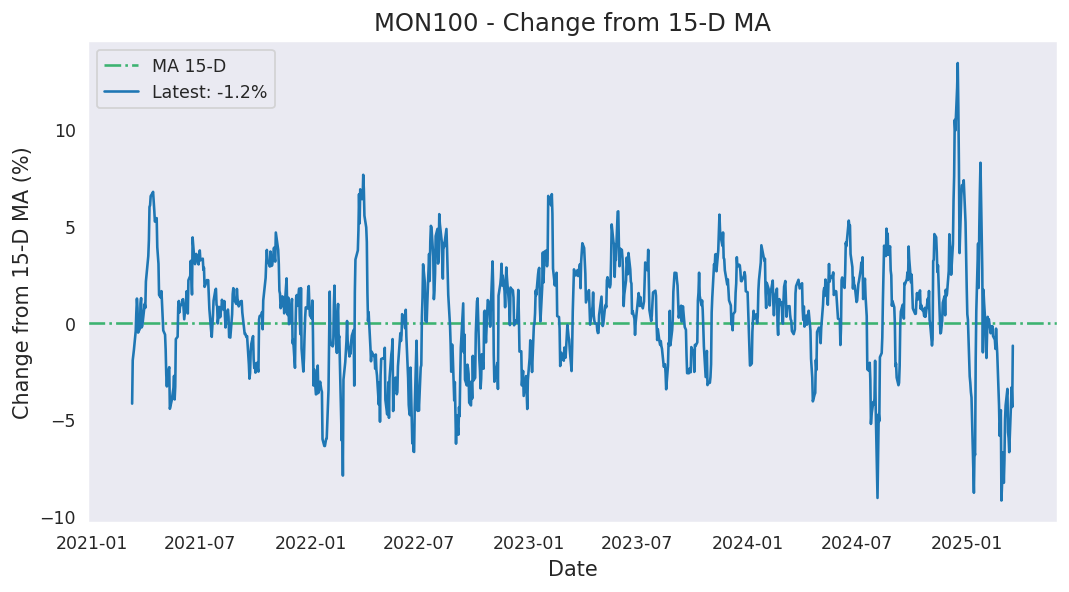 MON100 - Change from 15-D MA
MA 15-D
Latest: -1.2%
Change from 15-D MA (%)
10
5
0
−5
−10
2021-01 2021-07 2022-01 2022-07 2023-01 2023-07 2024-01 2024-07 2025-01
Date